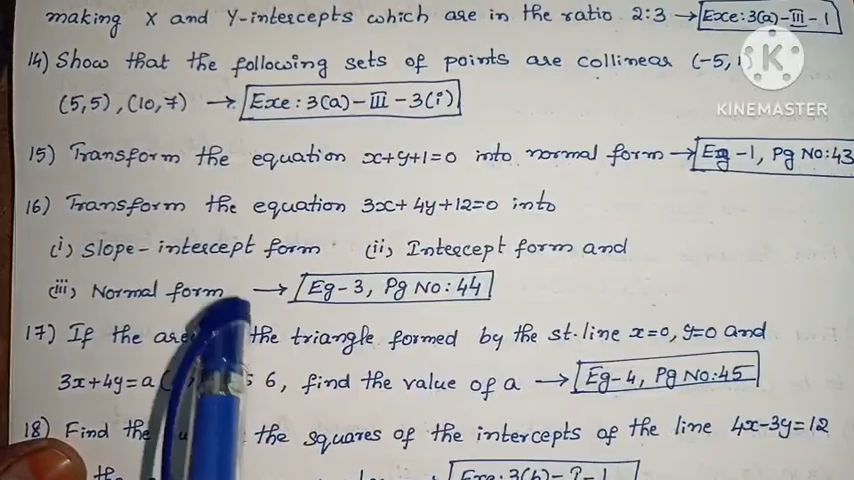 making X and Y-intercepts which are in the ratio 2:3 → Exe: 3(a)-III-1
14) Show that the following sets of points are collinear (-5,
KINEMASTER
(5,5), (10,7) → Exe: 3(a)-III-3(i)
15) Transform the equation x+y+1=0 into normal form → Eg-1, Pg No:43
16) Transform the equation 3x+4y+12=0 into
(i) Slope-intercept form (ii) Intercept form and
(iii) Normal form → Eg-3, Pg No:44
17) If the the triangle formed by the st. line x=0, y=0 and
3x+4y=a 6, find the value of a → Eg-4, Pg No:45
18) Find the the squares of the intercepts of the line 4x-3y=12
the Exe: 3(b)-I-1